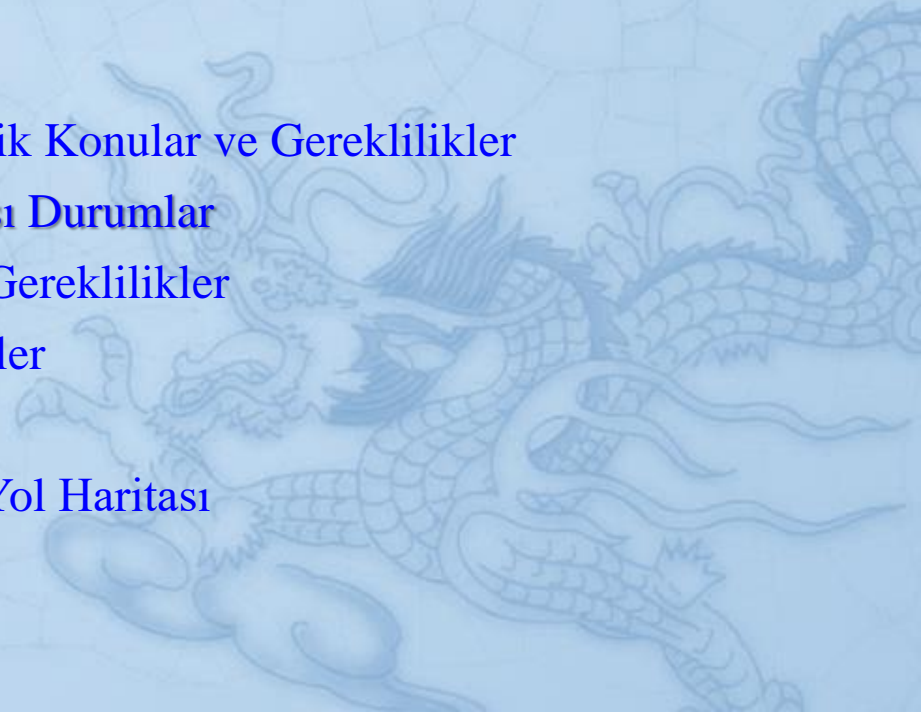 ik Konular ve Gereklilikler
ı Durumlar
Gereklilikler
ler
Yol Haritası